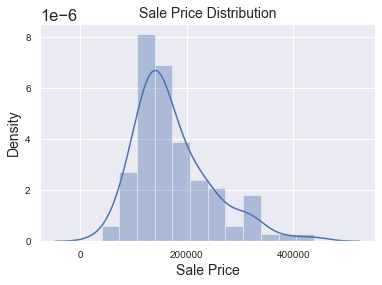 Sale Price Distribution
1e−6
8
6
4
2
0
Density
0 200000 400000
Sale Price